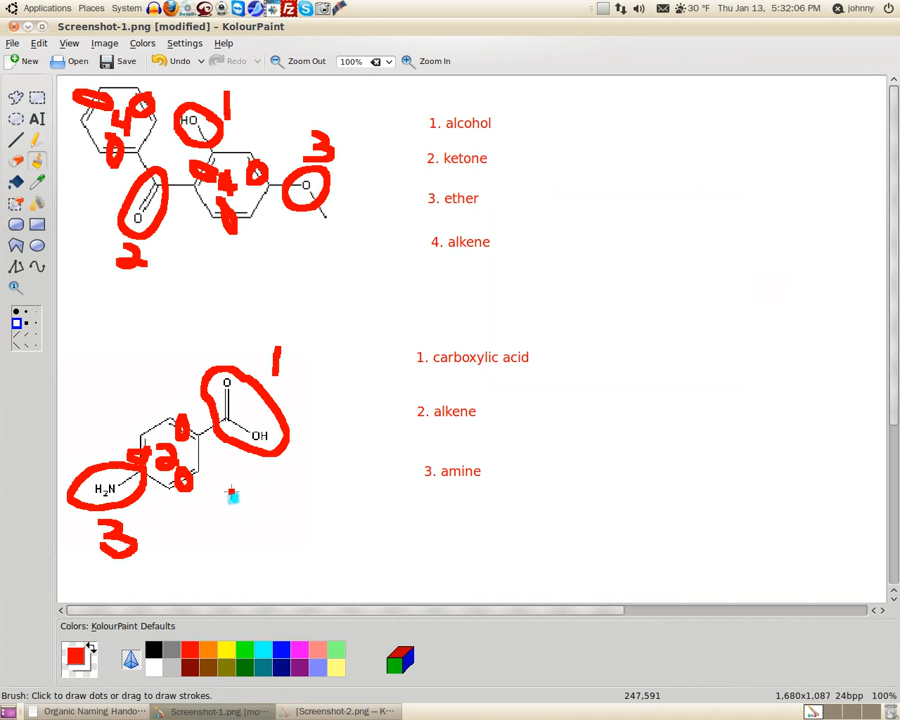 Applications Places System 30 °F Thu Jan 13, 5:32:06 PM johnny
Screenshot-1.png [modified] – KolourPaint
File Edit View Image Colors Settings Help
New Open Save Undo Redo Zoom Out 100% Zoom In
4 HO 1
3
1. alcohol
2. ketone
4 O
O
3. ether
2
4. alkene
1
1. carboxylic acid
O
2. alkene
OH
2
3. amine
H2N
3
Colors: KolourPaint Defaults
Brush: Click to draw dots or drag to draw strokes. 247,591 1,680x1,087 24bpp 100%
Organic Naming Hando... Screenshot-1.png [mo... [Screenshot-2.png – K...